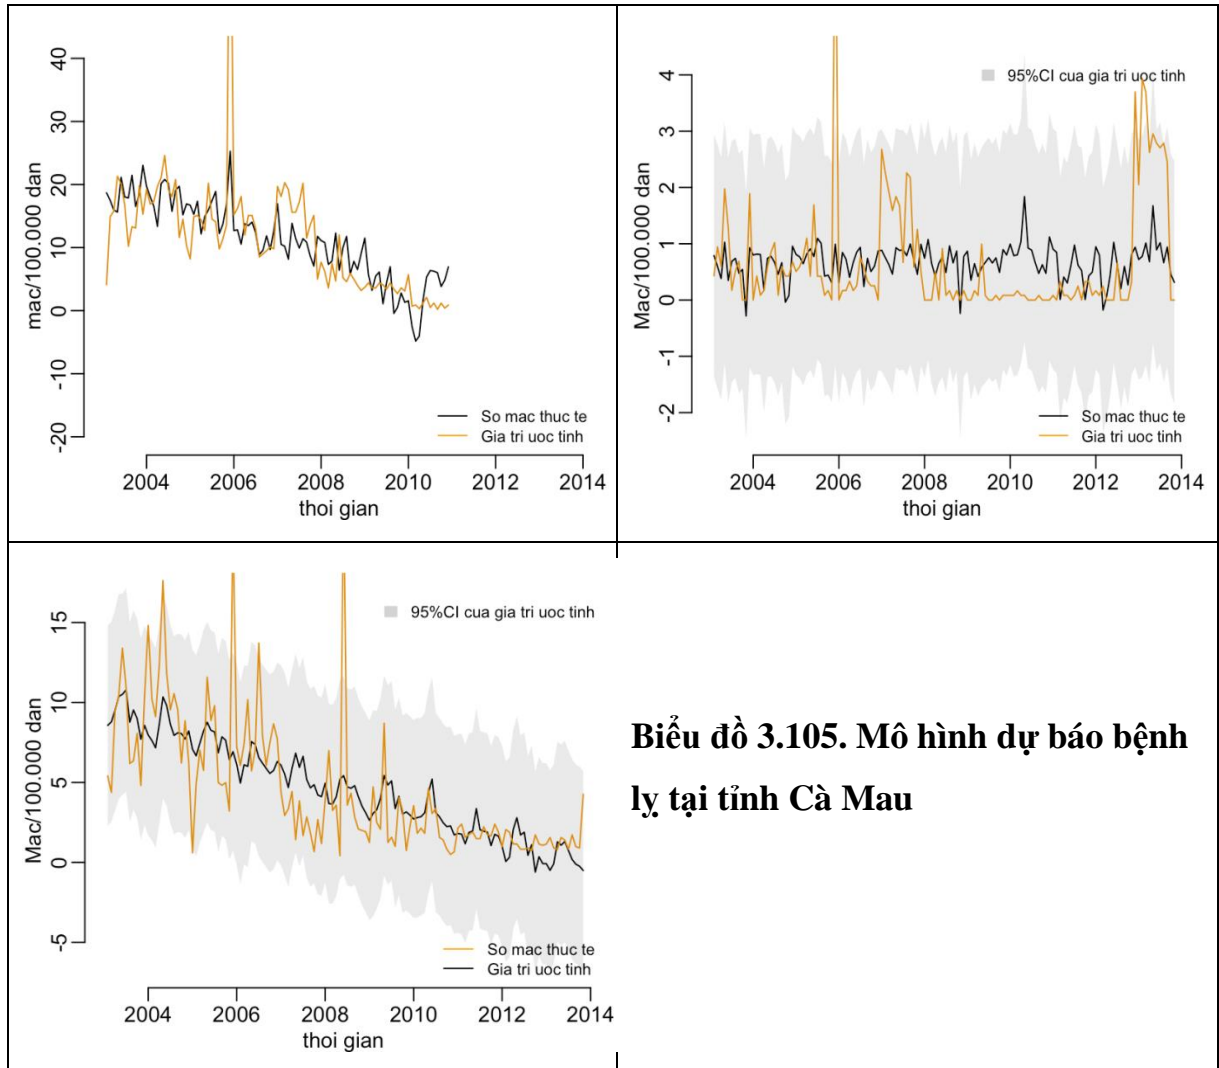 40
30
20
10
0
-10
-20
mac/100.000 dan
So mac thuc te
Gia tri uoc tinh
2004 2006 2008 2010 2012 2014
thoi gian
95%CI cua gia tri uoc tinh
4
3
2
1
0
-1
-2
Mac/100.000 dan
So mac thuc te
Gia tri uoc tinh
2004 2006 2008 2010 2012 2014
thoi gian
95%CI cua gia tri uoc tinh
15
10
5
0
-5
Mac/100.000 dan
So mac thuc te
Gia tri uoc tinh
2004 2006 2008 2010 2012 2014
thoi gian
Biểu đồ 3.105. Mô hình dự báo bệnh
lỵ tại tỉnh Cà Mau